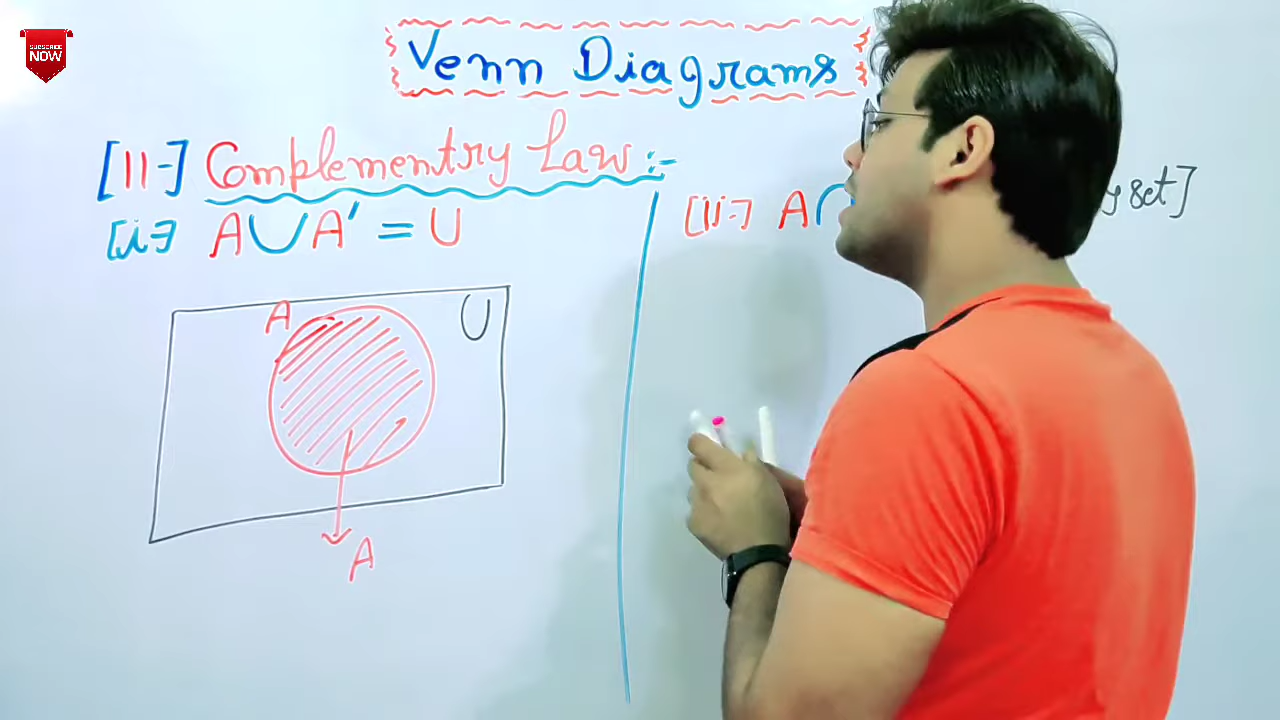 SUBSCRIBE
NOW
Venn Diagrams
[11-] Complementry Law :-
[i-] A∪A' = U
[ii-] A∩
set]
A
U
A